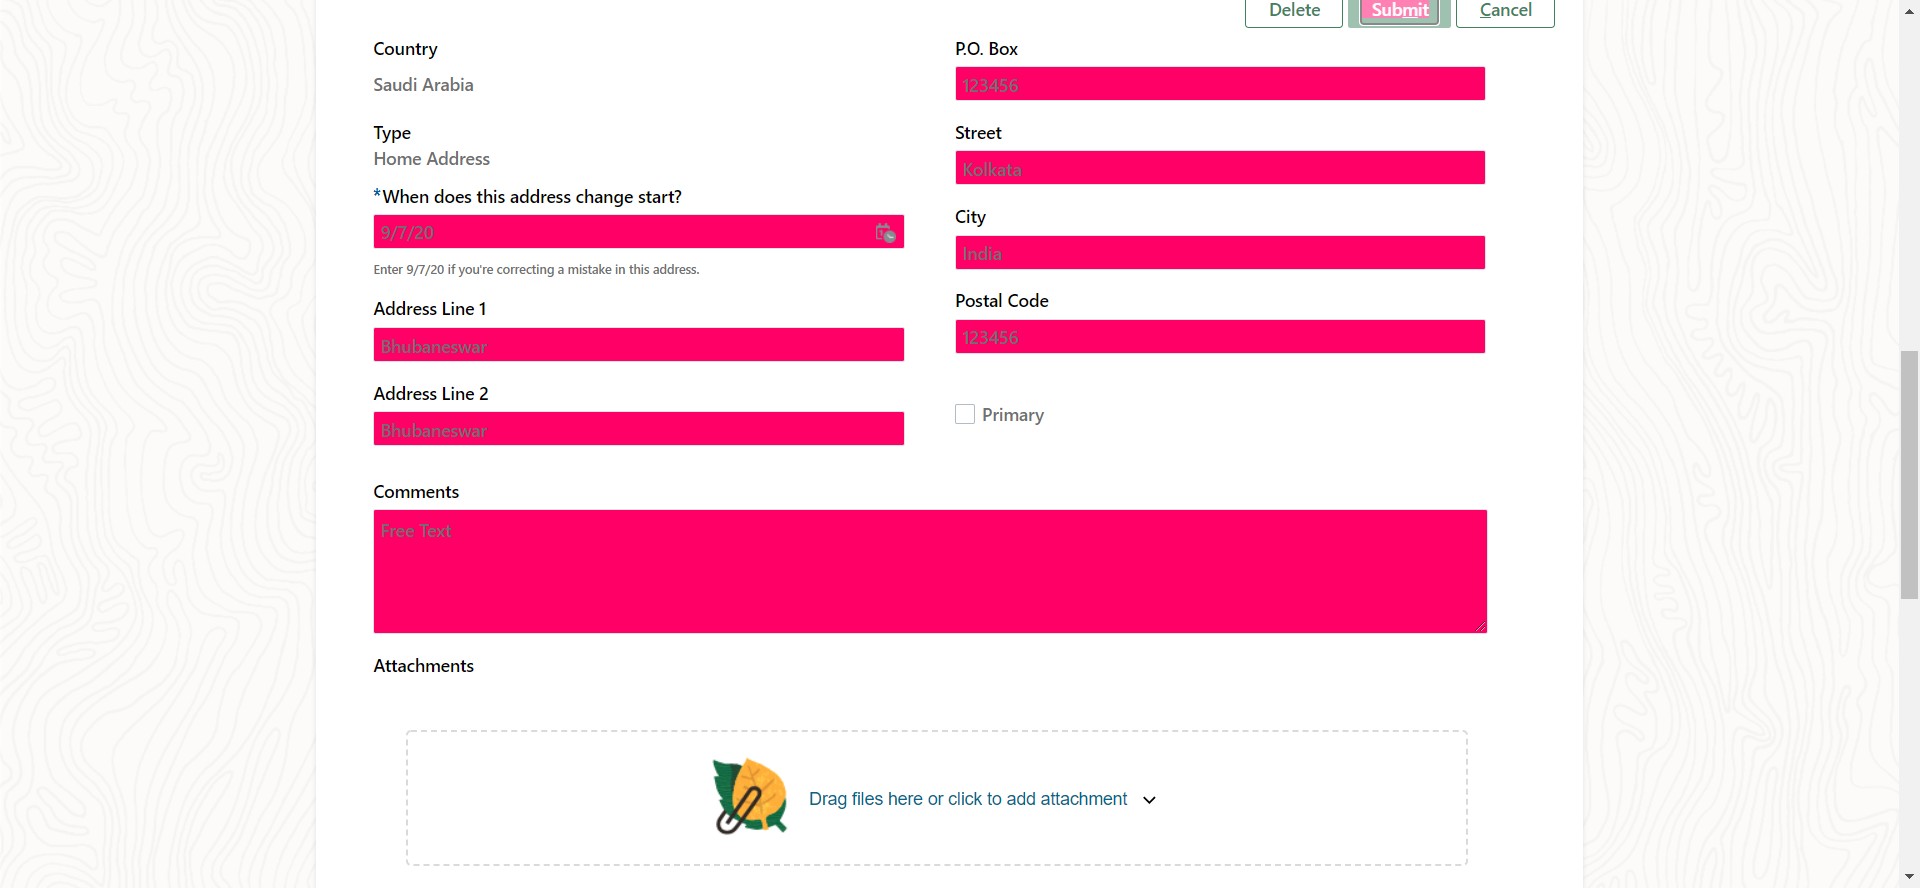 Delete Submit Cancel
Country
Saudi Arabia
Type
Home Address
*When does this address change start?
9/7/20
Enter 9/7/20 if you're correcting a mistake in this address.
Address Line 1
Bhubaneswar
Address Line 2
Bhubaneswar
P.O. Box
123456
Street
Kolkata
City
India
Postal Code
123456
Primary
Comments
Free Text
Attachments
Drag files here or click to add attachment